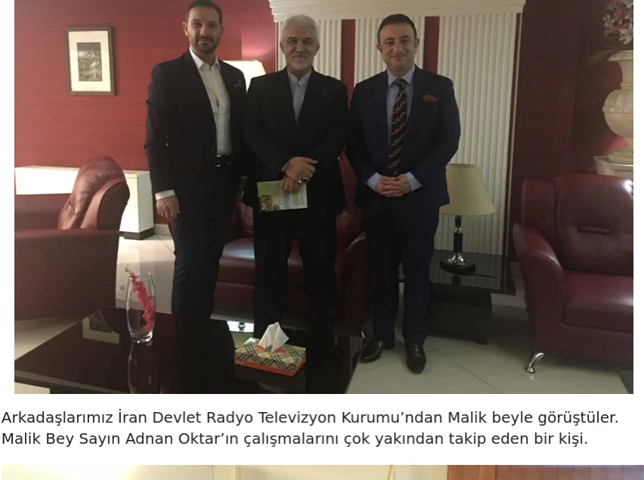 Arkadaşlarımız İran Devlet Radyo Televizyon Kurumu’ndan Malik beyle görüştüler.
Malik Bey Sayın Adnan Oktar’ın çalışmalarını çok yakından takip eden bir kişi.